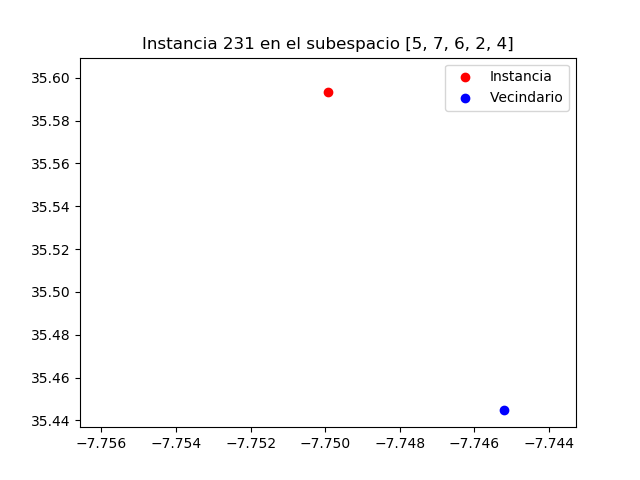 Instancia 231 en el subespacio [5, 7, 6, 2, 4]
Instancia
Vecindario
35.60
35.58
35.56
35.54
35.52
35.50
35.48
35.46
35.44
−7.756 −7.754 −7.752 −7.750 −7.748 −7.746 −7.744